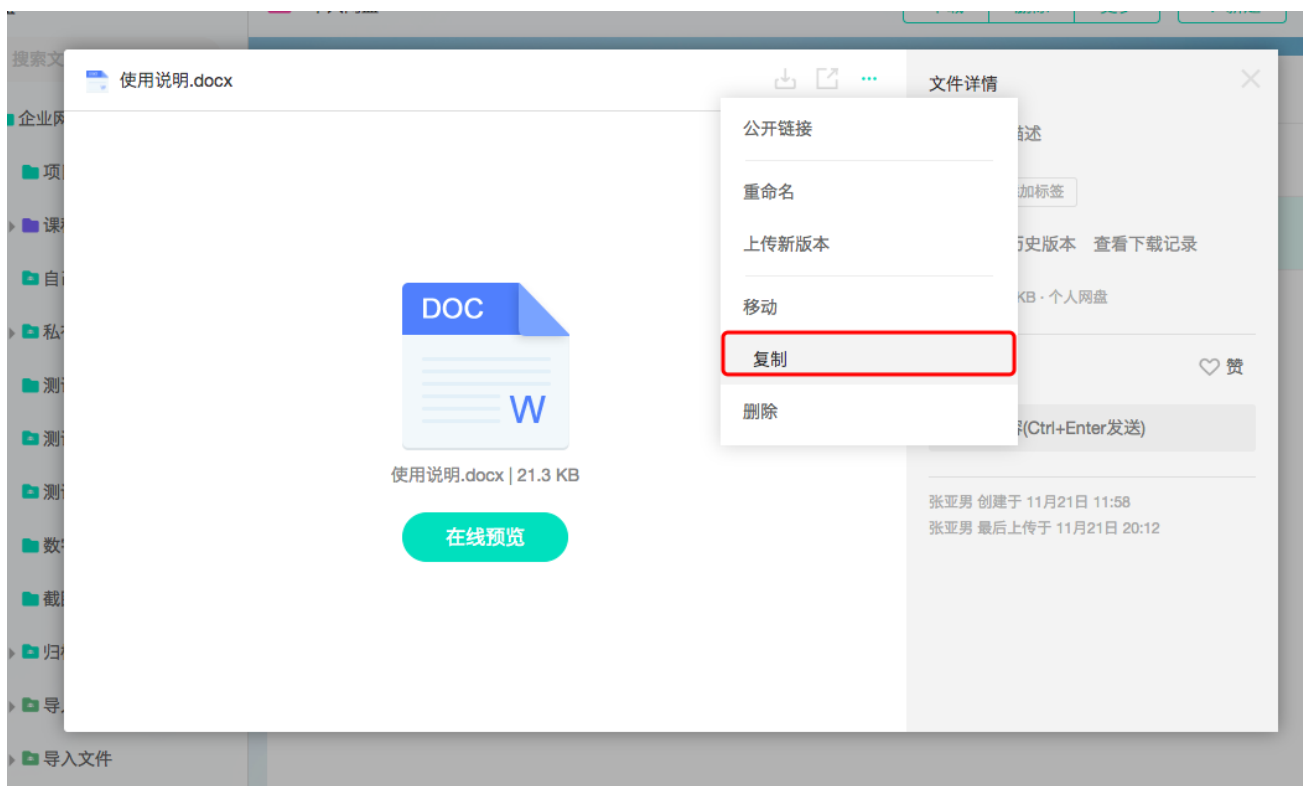 搜索文
使用说明.docx
文件详情
企业网
公开链接
描述
项
重命名
加标签
课
上传新版本
历史版本 查看下载记录
自
DOC
移动
KB · 个人网盘
私
复制
赞
测
W
删除
(Ctrl+Enter发送)
测
使用说明.docx | 21.3 KB
测
张亚男 创建于 11月21日 11:58
张亚男 最后上传于 11月21日 20:12
在线预览
数
截
归
导
导入文件